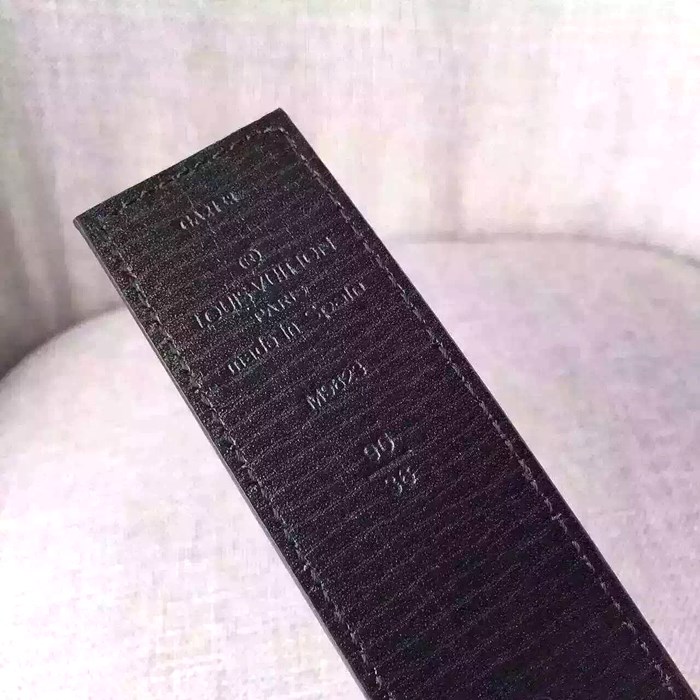 ®
LOUIS VUITTON
PARIS
made in Spain
M9823
90
36